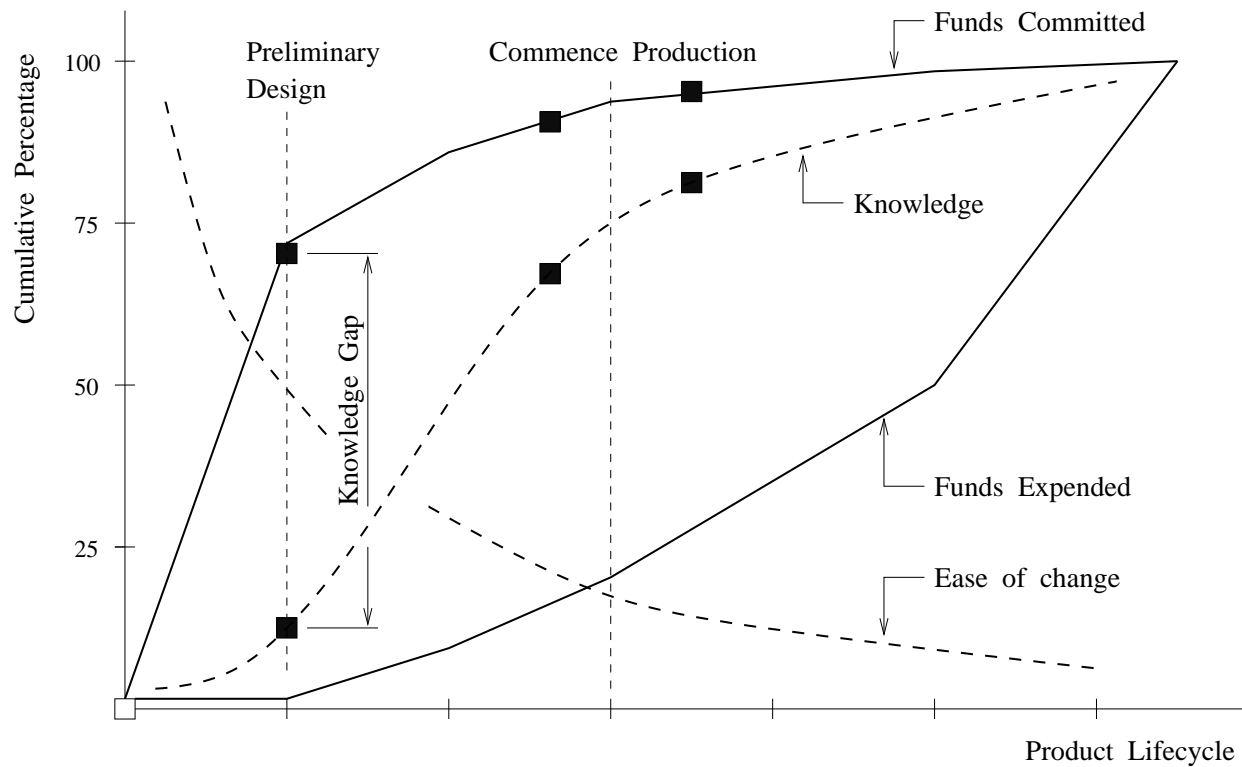 Funds Committed
Preliminary
Design
Commence Production
100
75
50
25
Cumulative Percentage
Knowledge
Knowledge Gap
Funds Expended
Ease of change
Product Lifecycle